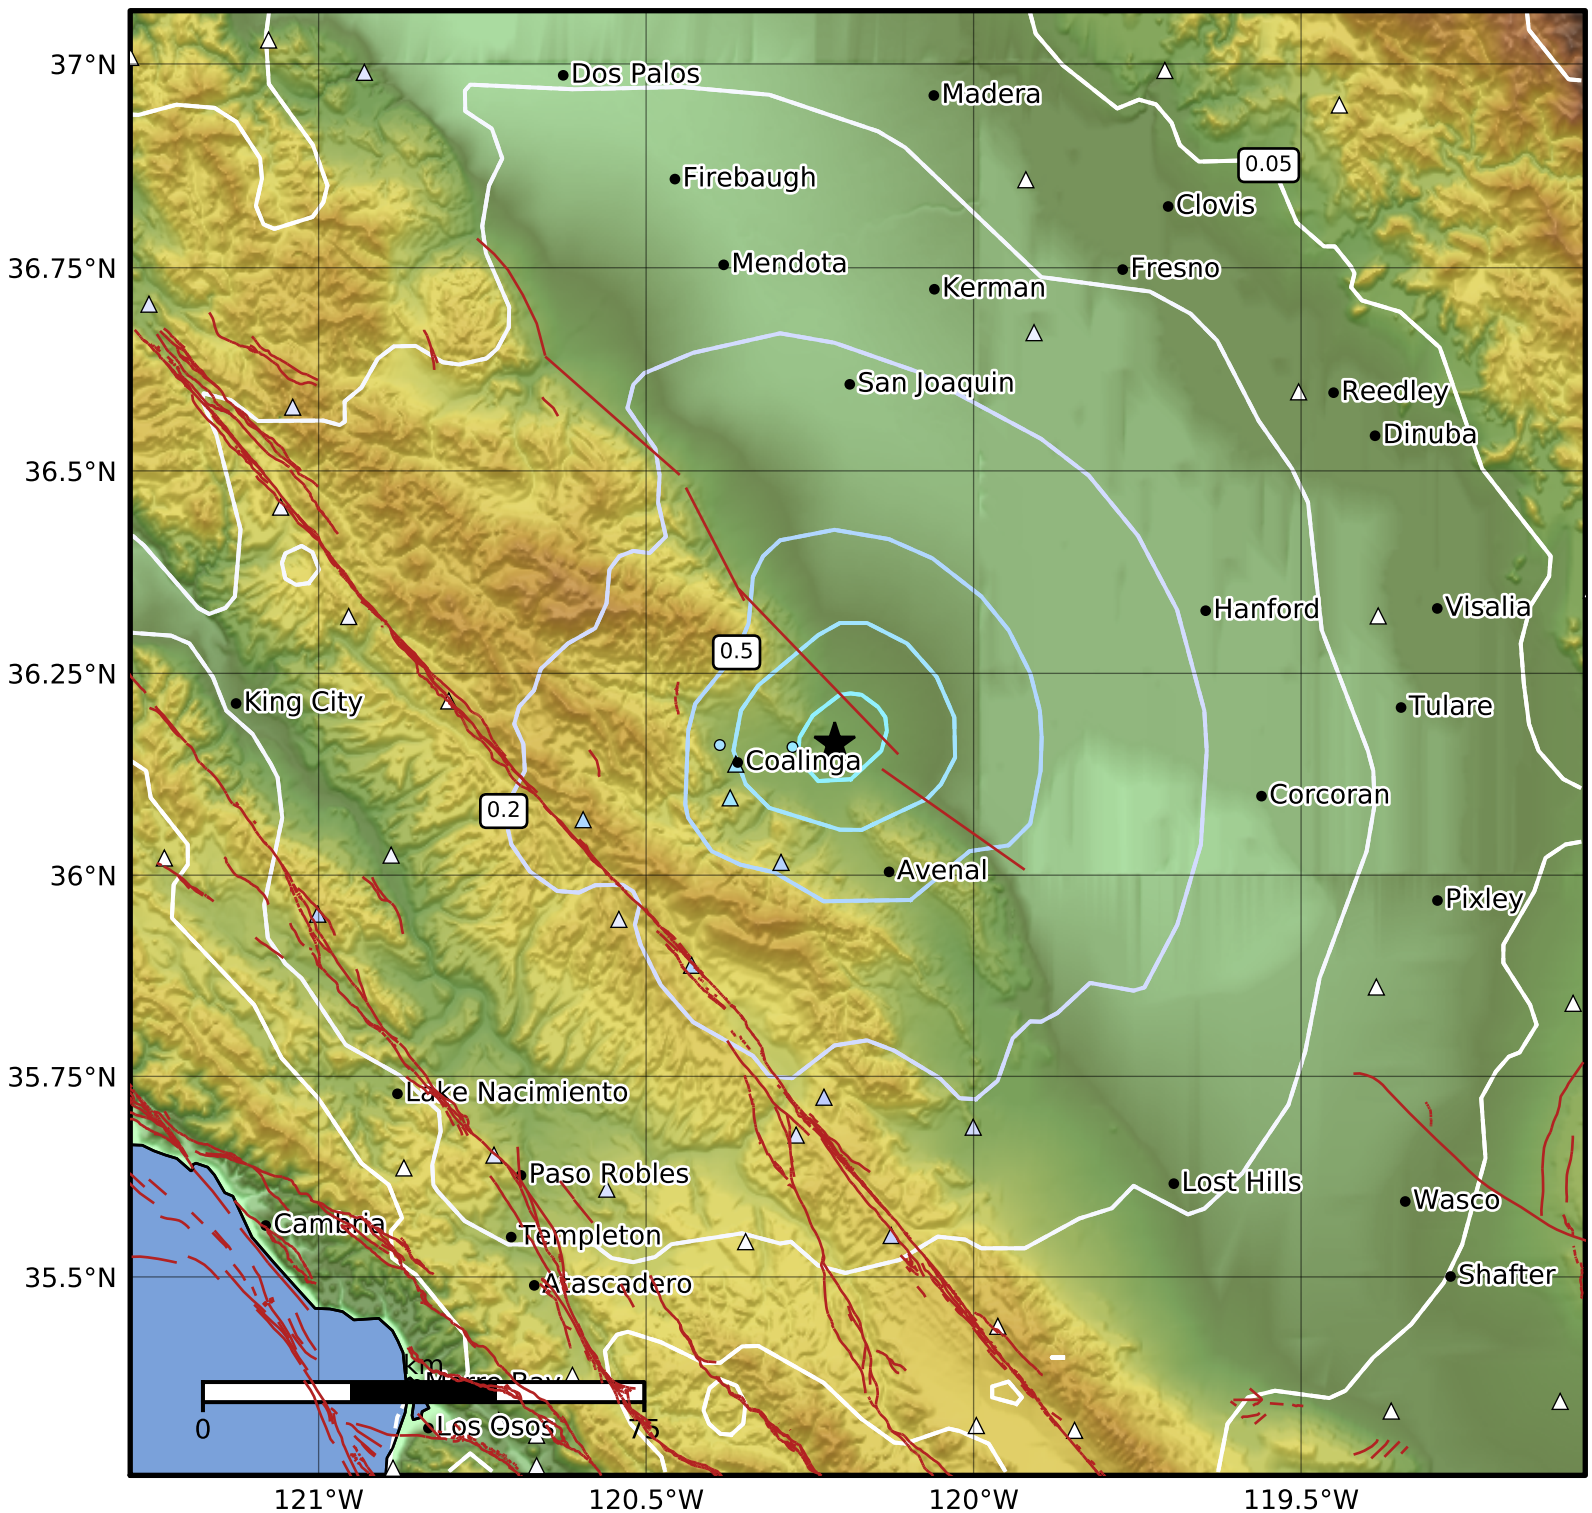 37°N
Dos Palos
Madera
Firebaugh
0.05
Clovis
36.75°N
Mendota
Kerman
Fresno
San Joaquin
Reedley
Dinuba
36.5°N
Hanford
Visalia
0.5
36.25°N
King City
Tulare
Coalinga
0.2
Corcoran
36°N
Avenal
Pixley
35.75°N
Lake Nacimiento
Paso Robles
Lost Hills
Wasco
Cambria
Templeton
35.5°N
Atascadero
Shafter
km
Morro Bay
0
Los Osos
75
121°W
120.5°W
120°W
119.5°W